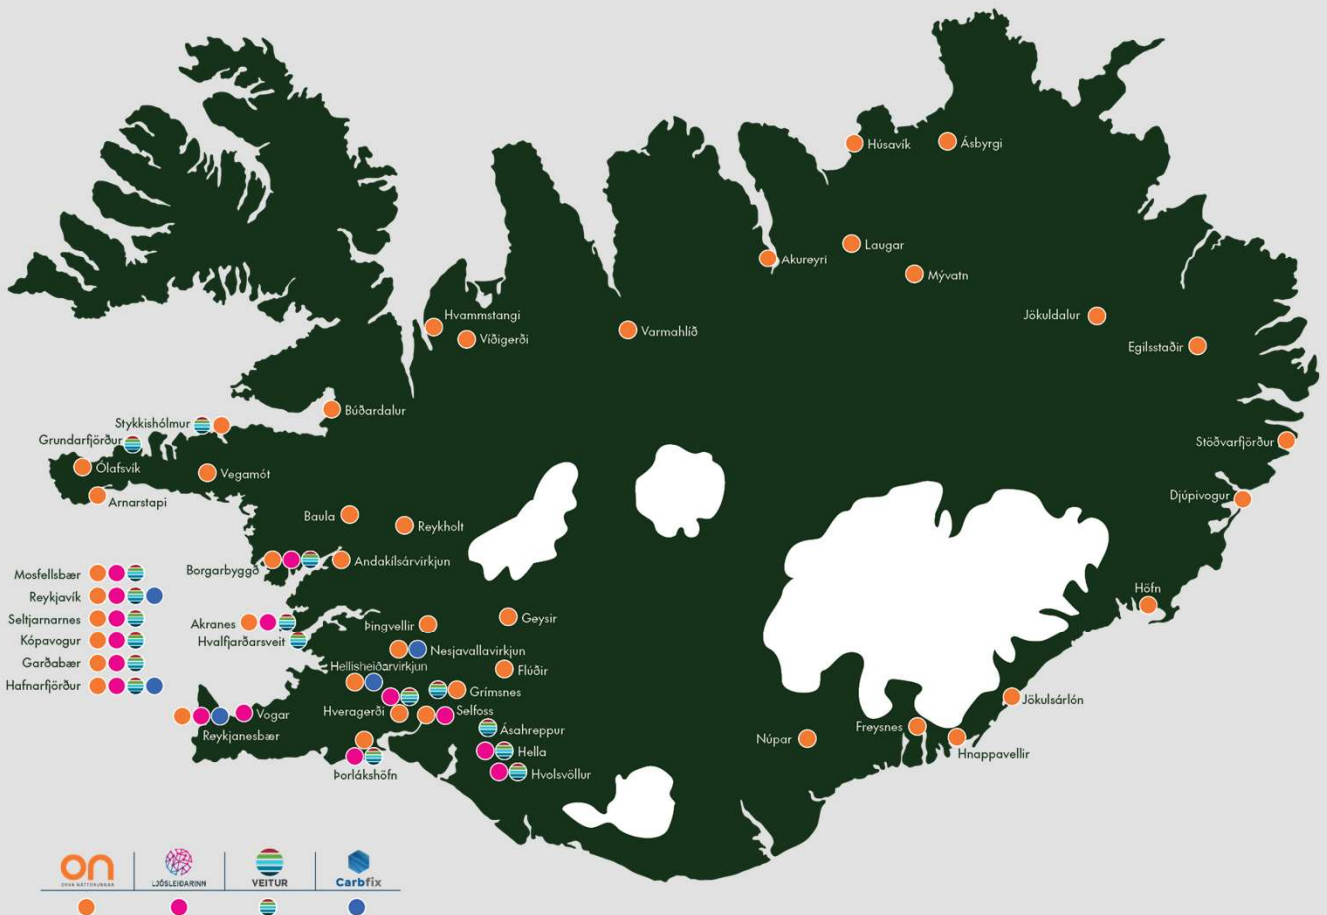 Húsavík
Ásbyrgi
Laugar
Akureyri
Mývatn
Hvammstangi
Víðigerði
Varmahlíð
Jökuldalur
Egilsstaðir
Búðardalur
Stykkishólmur
Grundarfjörður
Ólafsvík
Vegamót
Arnarstapi
Stöðvarfjörður
Djúpivogur
Baula
Reykholt
Borgarbyggð
Andakílsárvirkjun
Mosfellsbær
Reykjavík
Seltjarnarnes
Kópavogur
Garðabær
Hafnarfjörður
Akranes
Hvalfjarðarsveit
Þingvellir
Geysir
Höfn
Nesjavallavirkjun
Hellisheiðarvirkjun
Flúðir
Grímsnes
Jökulsárlón
Vogar
Reykjanesbær
Hveragerði
Selfoss
Ásahreppur
Hella
Hvolsvöllur
Þorlákshöfn
Núpar
Freysnes
Hnappavellir
on
ORKA NÁTTÚRUNNAR
LJÓSLEIÐARINN
VEITUR
Carbfix